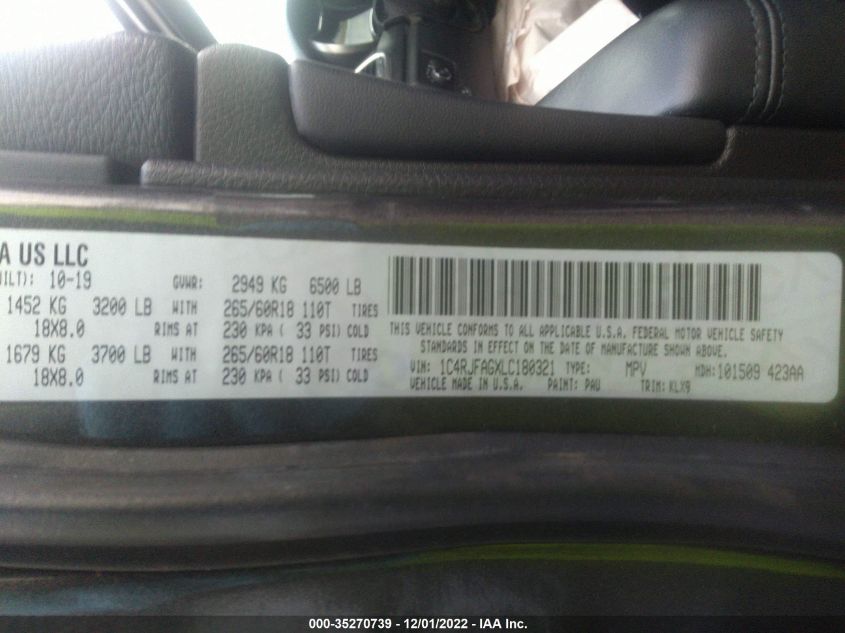 A US LLC
UILT): 10-19 GVWR: 2949 KG 6500 LB
1452 KG 3200 LB WITH 265/60R18 110T TIRES
18X8.0 RIMS AT 230 KPA ( 33 PSI) COLD
1679 KG 3700 LB WITH 265/60R18 110T TIRES
18X8.0 RIMS AT 230 KPA ( 33 PSI) COLD
THIS VEHICLE CONFORMS TO ALL APPLICABLE U.S.A. FEDERAL MOTOR VEHICLE SAFETY
STANDARDS IN EFFECT ON THE DATE OF MANUFACTURE SHOWN ABOVE.
VIN: 1C4RJFAGXLC180321 TYPE: MPV MDH: 101509 423AA
VEHICLE MADE IN U.S.A. PAINT: PAU TRIM: KLX9
000-35270739 - 12/01/2022 - IAA Inc.